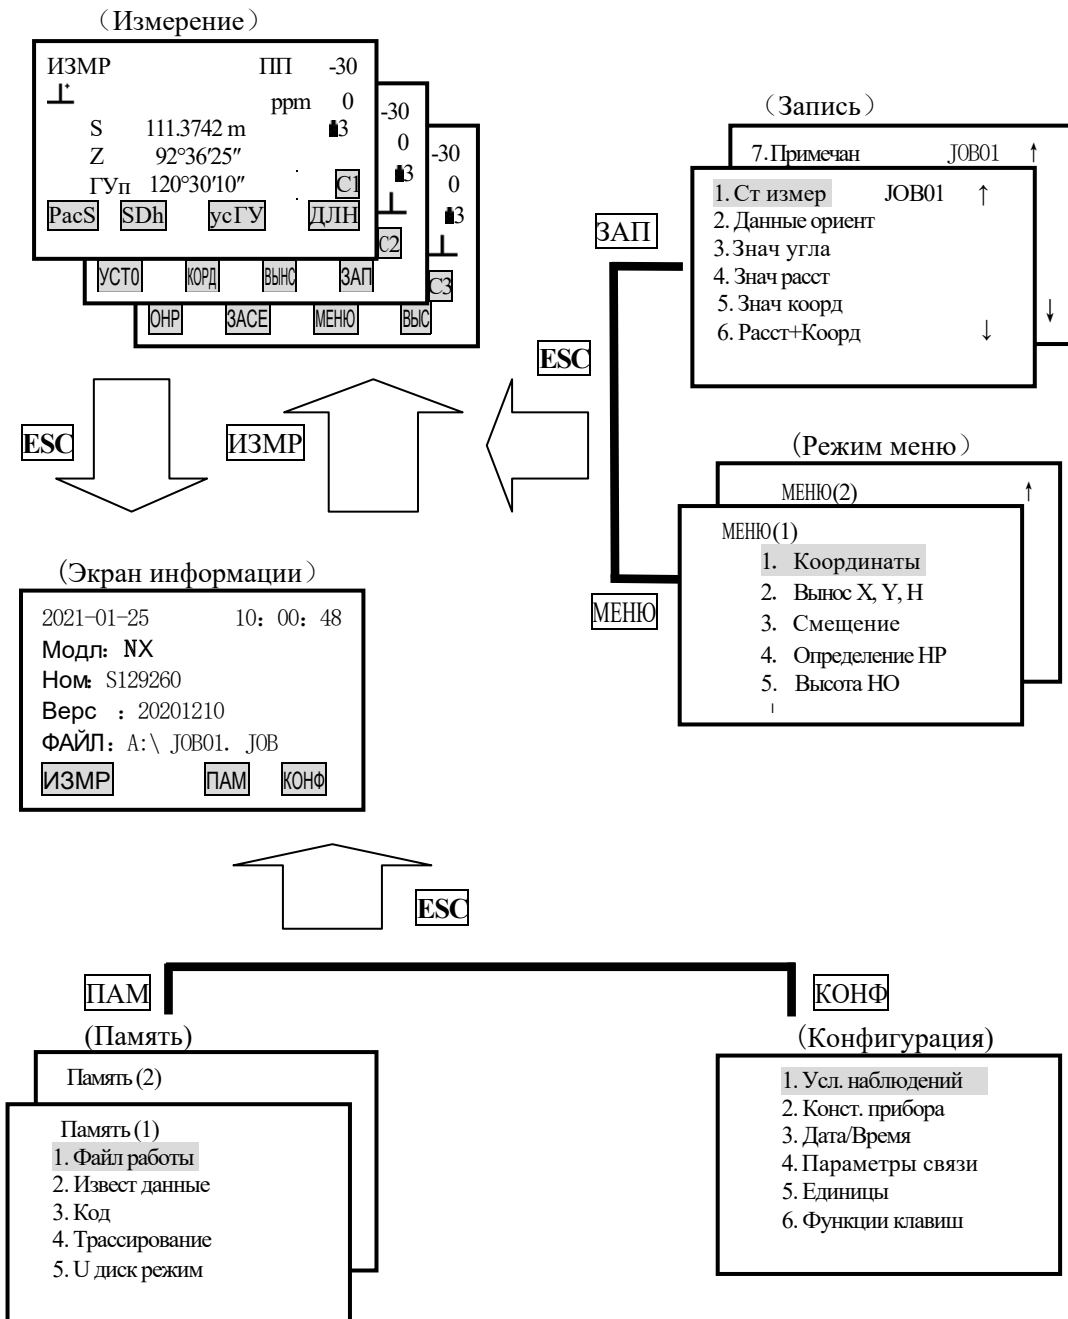 （Измерение）
ИЗМР ПП -30
ppm 0
S 111.3742 m 3
Z 92°36′25″
ГУп 120°30′10″ С1
РасS SDh усГУ ДЛН
-30
0
3
С2
УСТ0 КОРД ВЫНС ЗАП
-30
0
3
С3
ОНР ЗАСЕ МЕНЮ ВЫС
（Запись）
7.Примечан JOB01 ↑
1. Ст измер JOB01 ↑
2. Данные ориент
3. Знач угла
4. Знач расст
5. Знач коорд
6. Расст+Коорд ↓
↓
ЗАП
ESC
ESC
ИЗМР
(Режим меню）
МЕНЮ(2) ↑
МЕНЮ(1)
1. Координаты
2. Вынос X, Y, H
3. Смещение
4. Определение НР
5. Высота НО
МЕНЮ
(Экран информации）
2021-01-25 10: 00: 48
Модл: NX
Ном: S129260
Верс : 20201210
ФАЙЛ: A:\ JOB01. JOB
ИЗМР ПАМ КОНФ
ESC
ПАМ
КОНФ
(Память)
Память (2)
Память (1)
1. Файл работы
2. Извест данные
3. Код
4. Трассирование
5. U диск режим
（Конфигурация)
1. Усл. наблюдений
2. Конст. прибора
3. Дата/Время
4. Параметры связи
5. Единицы
6. Функции клавиш